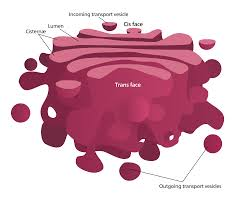 Incoming transport vesicle
Cis face
Lumen
Cisternae
Trans face
Outgoing transport vesicles